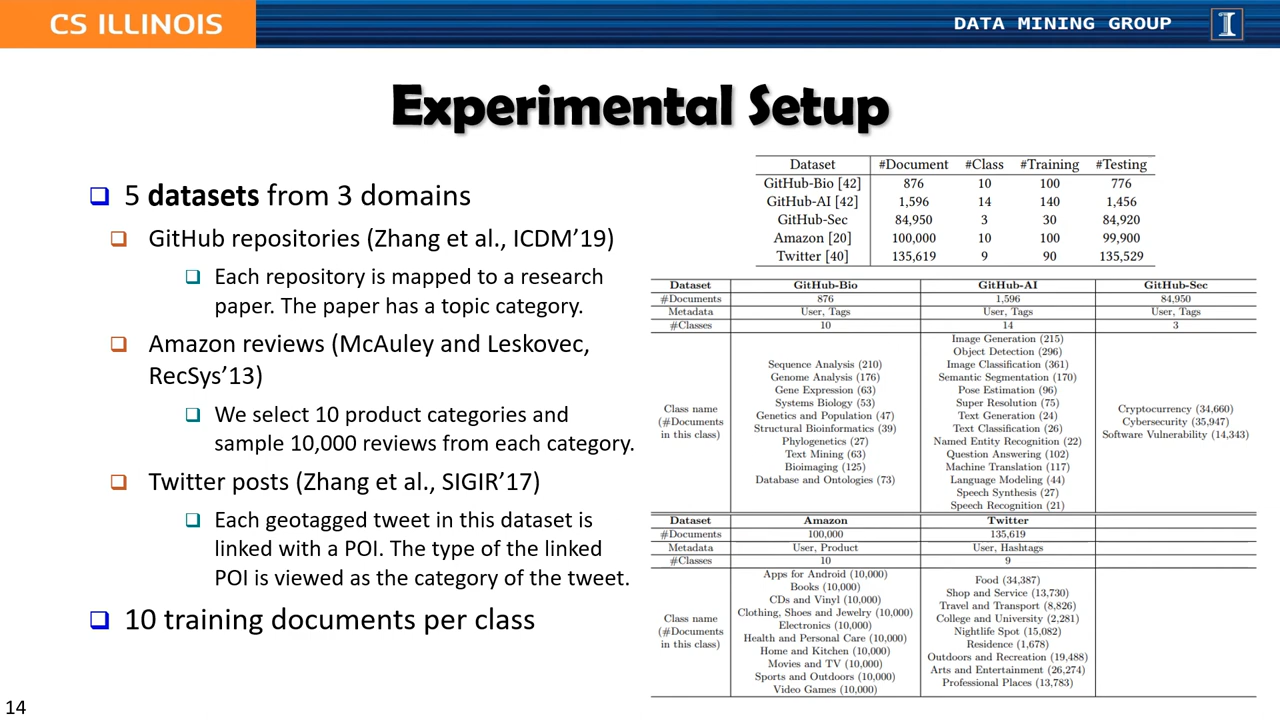 CS ILLINOIS
DATA MINING GROUP
I
Experimental Setup
5 datasets from 3 domains
GitHub repositories (Zhang et al., ICDM’19)
Each repository is mapped to a research
paper. The paper has a topic category.
Amazon reviews (McAuley and Leskovec,
RecSys’13)
We select 10 product categories and
sample 10,000 reviews from each category.
Twitter posts (Zhang et al., SIGIR’17)
Each geotagged tweet in this dataset is
linked with a POI. The type of the linked
POI is viewed as the category of the tweet.
10 training documents per class
Dataset #Document #Class #Training #Testing
GitHub-Bio [42] 876 10 100 776
GitHub-AI [42] 1,596 14 140 1,456
GitHub-Sec 84,950 3 30 84,920
Amazon [20] 100,000 10 100 99,900
Twitter [40] 135,619 9 90 135,529
Dataset GitHub-Bio GitHub-AI GitHub-Sec
#Documents 876 1,596 84,950
Metadata User, Tags User, Tags User, Tags
#Classes 10 14 3
Class name
(#Documents
in this class)
Sequence Analysis (210)
Genome Analysis (176)
Gene Expression (63)
Systems Biology (53)
Genetics and Population (47)
Structural Bioinformatics (39)
Phylogenetics (27)
Text Mining (63)
Bioimaging (125)
Database and Ontologies (73)
Image Generation (215)
Object Detection (296)
Image Classification (361)
Semantic Segmentation (170)
Pose Estimation (96)
Super Resolution (75)
Text Generation (24)
Text Classification (26)
Named Entity Recognition (22)
Question Answering (102)
Machine Translation (117)
Language Modeling (44)
Speech Synthesis (27)
Speech Recognition (21)
Cryptocurrency (34,660)
Cybersecurity (35,947)
Software Vulnerability (14,343)
Dataset Amazon Twitter
#Documents 100,000 135,619
Metadata User, Product User, Hashtags
#Classes 10 9
Class name
(#Documents
in this class)
Apps for Android (10,000)
Books (10,000)
CDs and Vinyl (10,000)
Clothing, Shoes and Jewelry (10,000)
Electronics (10,000)
Health and Personal Care (10,000)
Home and Kitchen (10,000)
Movies and TV (10,000)
Sports and Outdoors (10,000)
Video Games (10,000)
Food (34,387)
Shop and Service (13,730)
Travel and Transport (8,826)
College and University (2,281)
Nightlife Spot (15,082)
Residence (1,678)
Outdoors and Recreation (19,488)
Arts and Entertainment (26,274)
Professional Places (13,783)
14